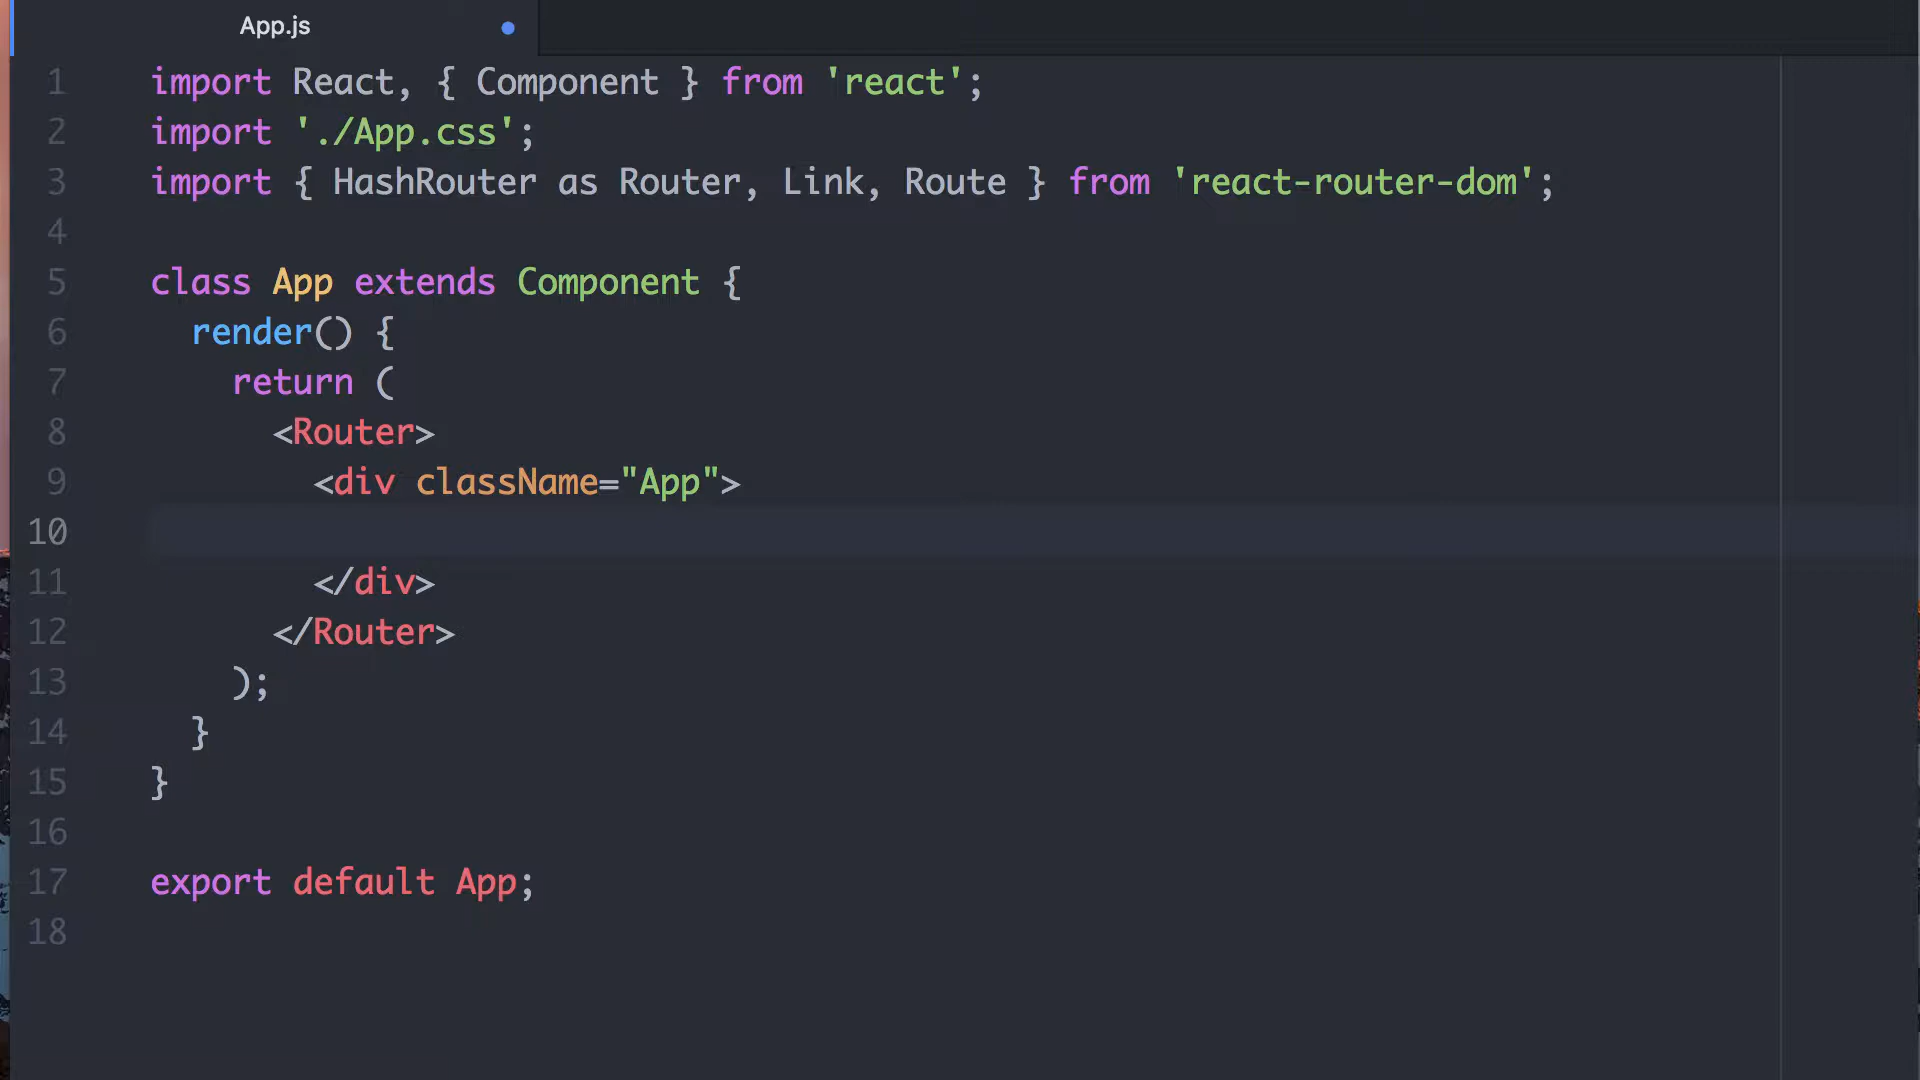 App.js
1 import React, { Component } from 'react';
2 import './App.css';
3 import { HashRouter as Router, Link, Route } from 'react-router-dom';
4
5 class App extends Component {
6 render() {
7 return (
8 <Router>
9 <div className="App">
10
11 </div>
12 </Router>
13 );
14 }
15 }
16
17 export default App;
18